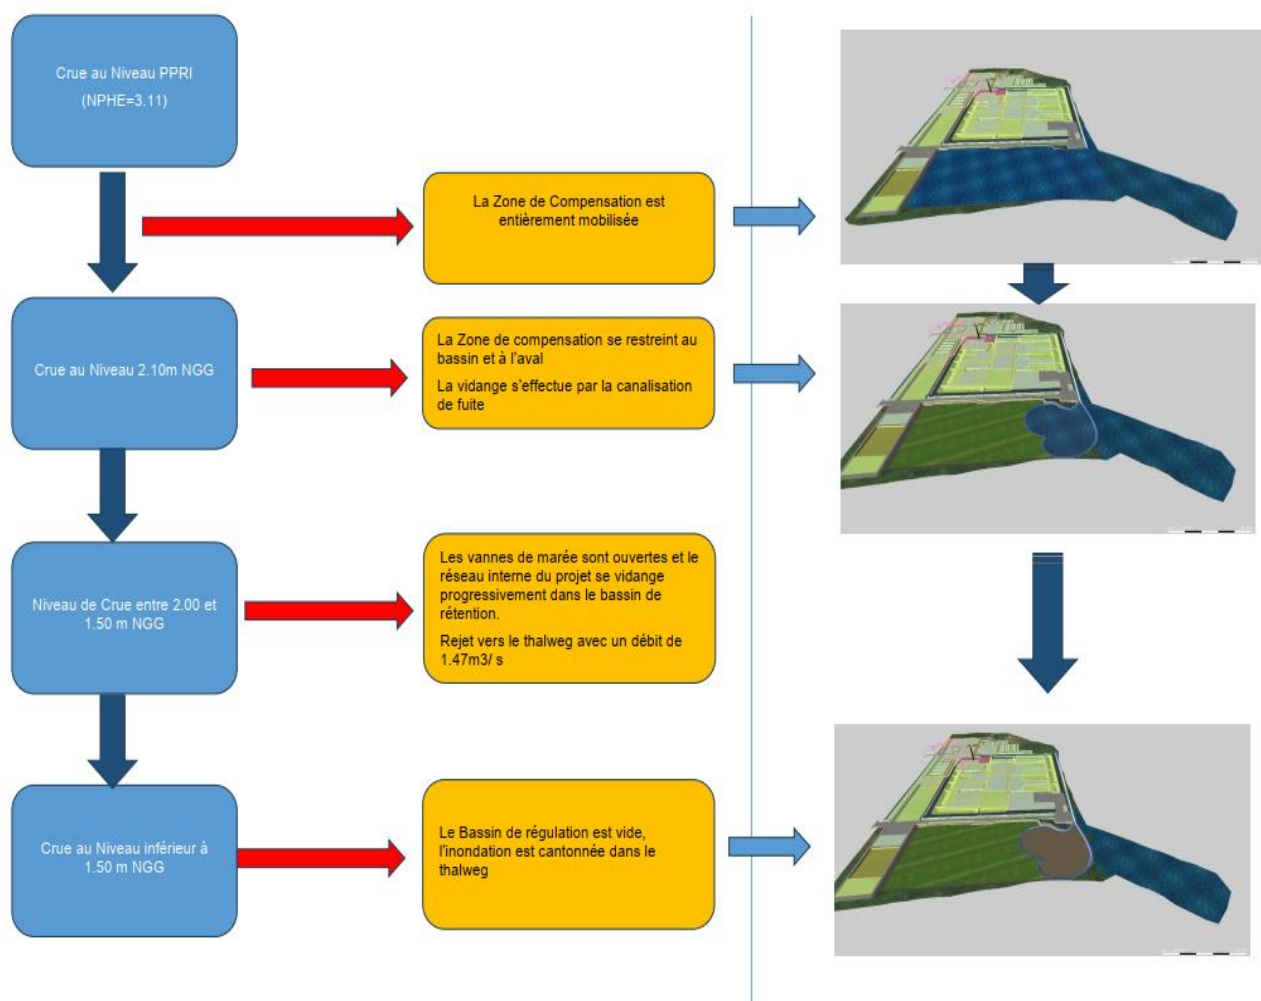 Crue au Niveau PPRI
(NPHE=3.11)
La Zone de Compensation est
entièrement mobilisée
Crue au Niveau 2.10m NGG
La Zone de compensation se restreint au
bassin et à l'aval
La vidange s'effectue par la canalisation
de fuite
Niveau de Crue entre 2.00 et
1.50 m NGG
Les vannes de marée sont ouvertes et le
réseau interne du projet se vidange
progressivement dans le bassin de
rétention.
Rejet vers le thalweg avec un débit de
1.47m3/ s
Crue au Niveau inférieur à
1.50 m NGG
Le Bassin de régulation est vide,
l'inondation est cantonnée dans le
thalweg